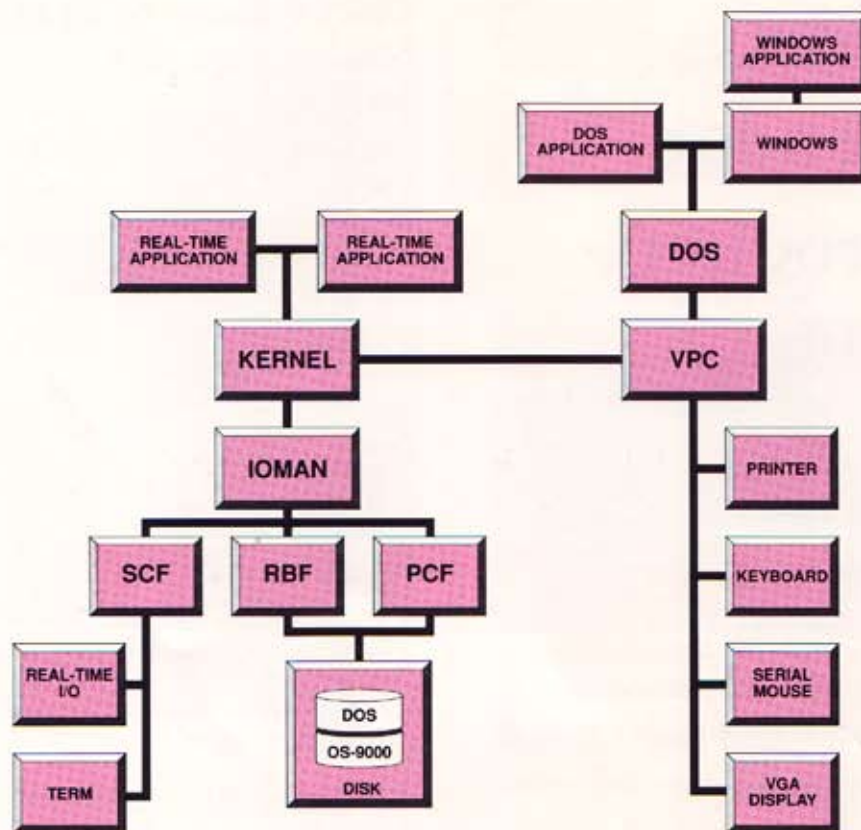 WINDOWS
APPLICATION
DOS
APPLICATION
WINDOWS
REAL-TIME
APPLICATION
REAL-TIME
APPLICATION
DOS
KERNEL
VPC
IOMAN
PRINTER
SCF
RBF
PCF
KEYBOARD
REAL-TIME
I/O
SERIAL
MOUSE
DOS
OS-9000
DISK
TERM
VGA
DISPLAY